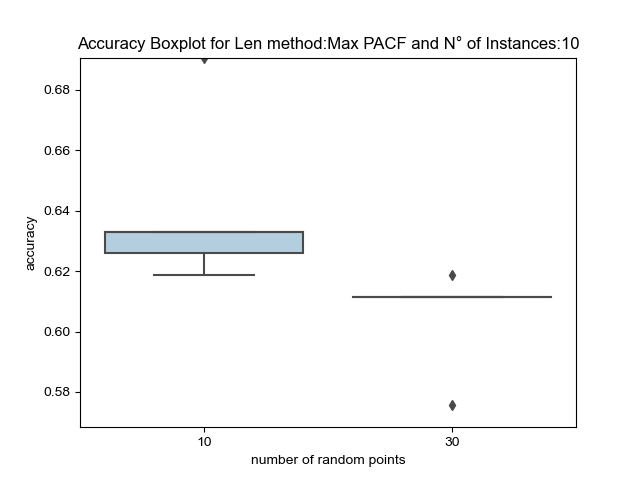 Accuracy Boxplot for Len method:Max PACF and N° of Instances:10
0.68
0.66
0.64
0.62
0.60
0.58
accuracy
10 30
number of random points